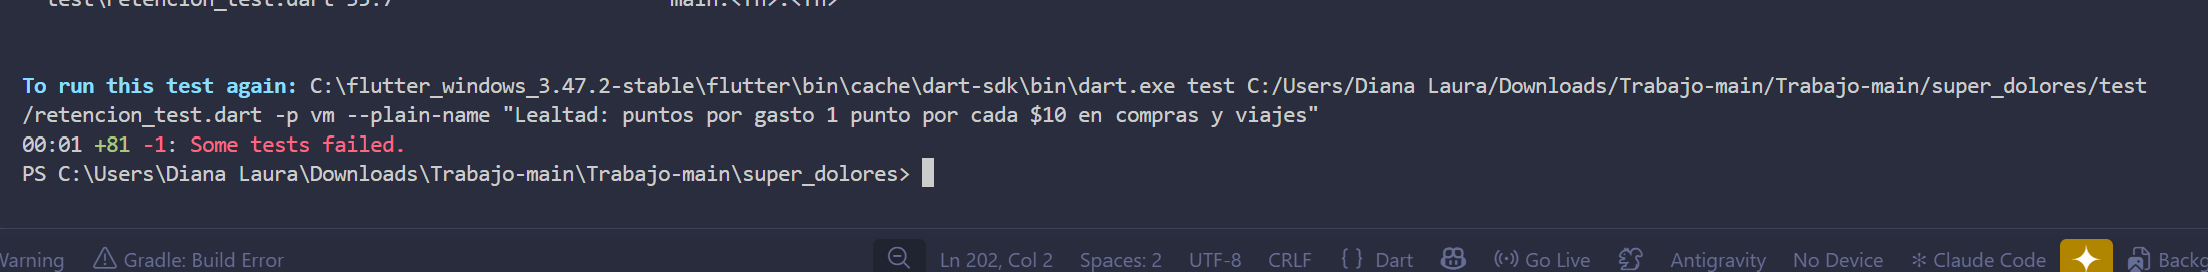 To run this test again: C:\flutter_windows_3.47.2-stable\flutter\bin\cache\dart-sdk\bin\dart.exe test C:/Users/Diana Laura/Downloads/Trabajo-main/Trabajo-main/super_dolores/test
/retencion_test.dart -p vm --plain-name "Lealtad: puntos por gasto 1 punto por cada $10 en compras y viajes"
00:01 +81 -1: Some tests failed.
PS C:\Users\Diana Laura\Downloads\Trabajo-main\Trabajo-main\super_dolores>
Warning Gradle: Build Error Ln 202, Col 2 Spaces: 2 UTF-8 CRLF { } Dart Go Live Antigravity No Device Claude Code